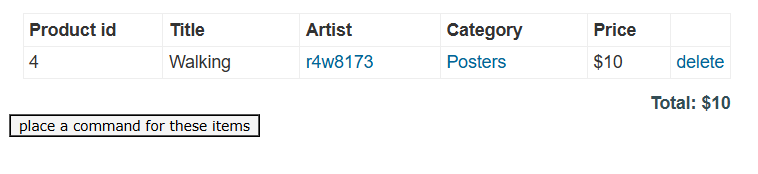 Product id Title Artist Category Price
4 Walking r4w8173 Posters $10 delete
Total: $10
place a command for these items